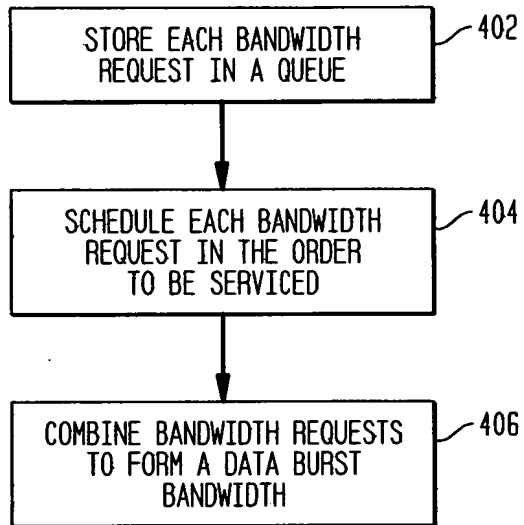 STORE EACH BANDWIDTH
REQUEST IN A QUEUE
402
SCHEDULE EACH BANDWIDTH
REQUEST IN THE ORDER
TO BE SERVICED
404
COMBINE BANDWIDTH REQUESTS
TO FORM A DATA BURST
BANDWIDTH
406